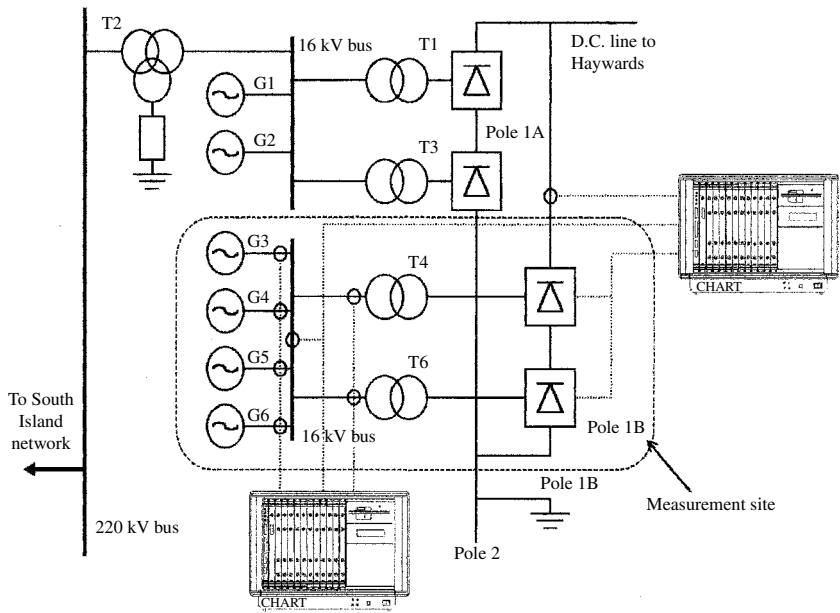 T2
16 kV bus
T1
D.C. line to
Haywards
G1
G2
Pole 1A
T3
G3
G4
T4
CHART
G5
T6
To South
Island
network
G6
16 kV bus
Pole 1B
Pole 1B
Measurement site
220 kV bus
Pole 2
CHART